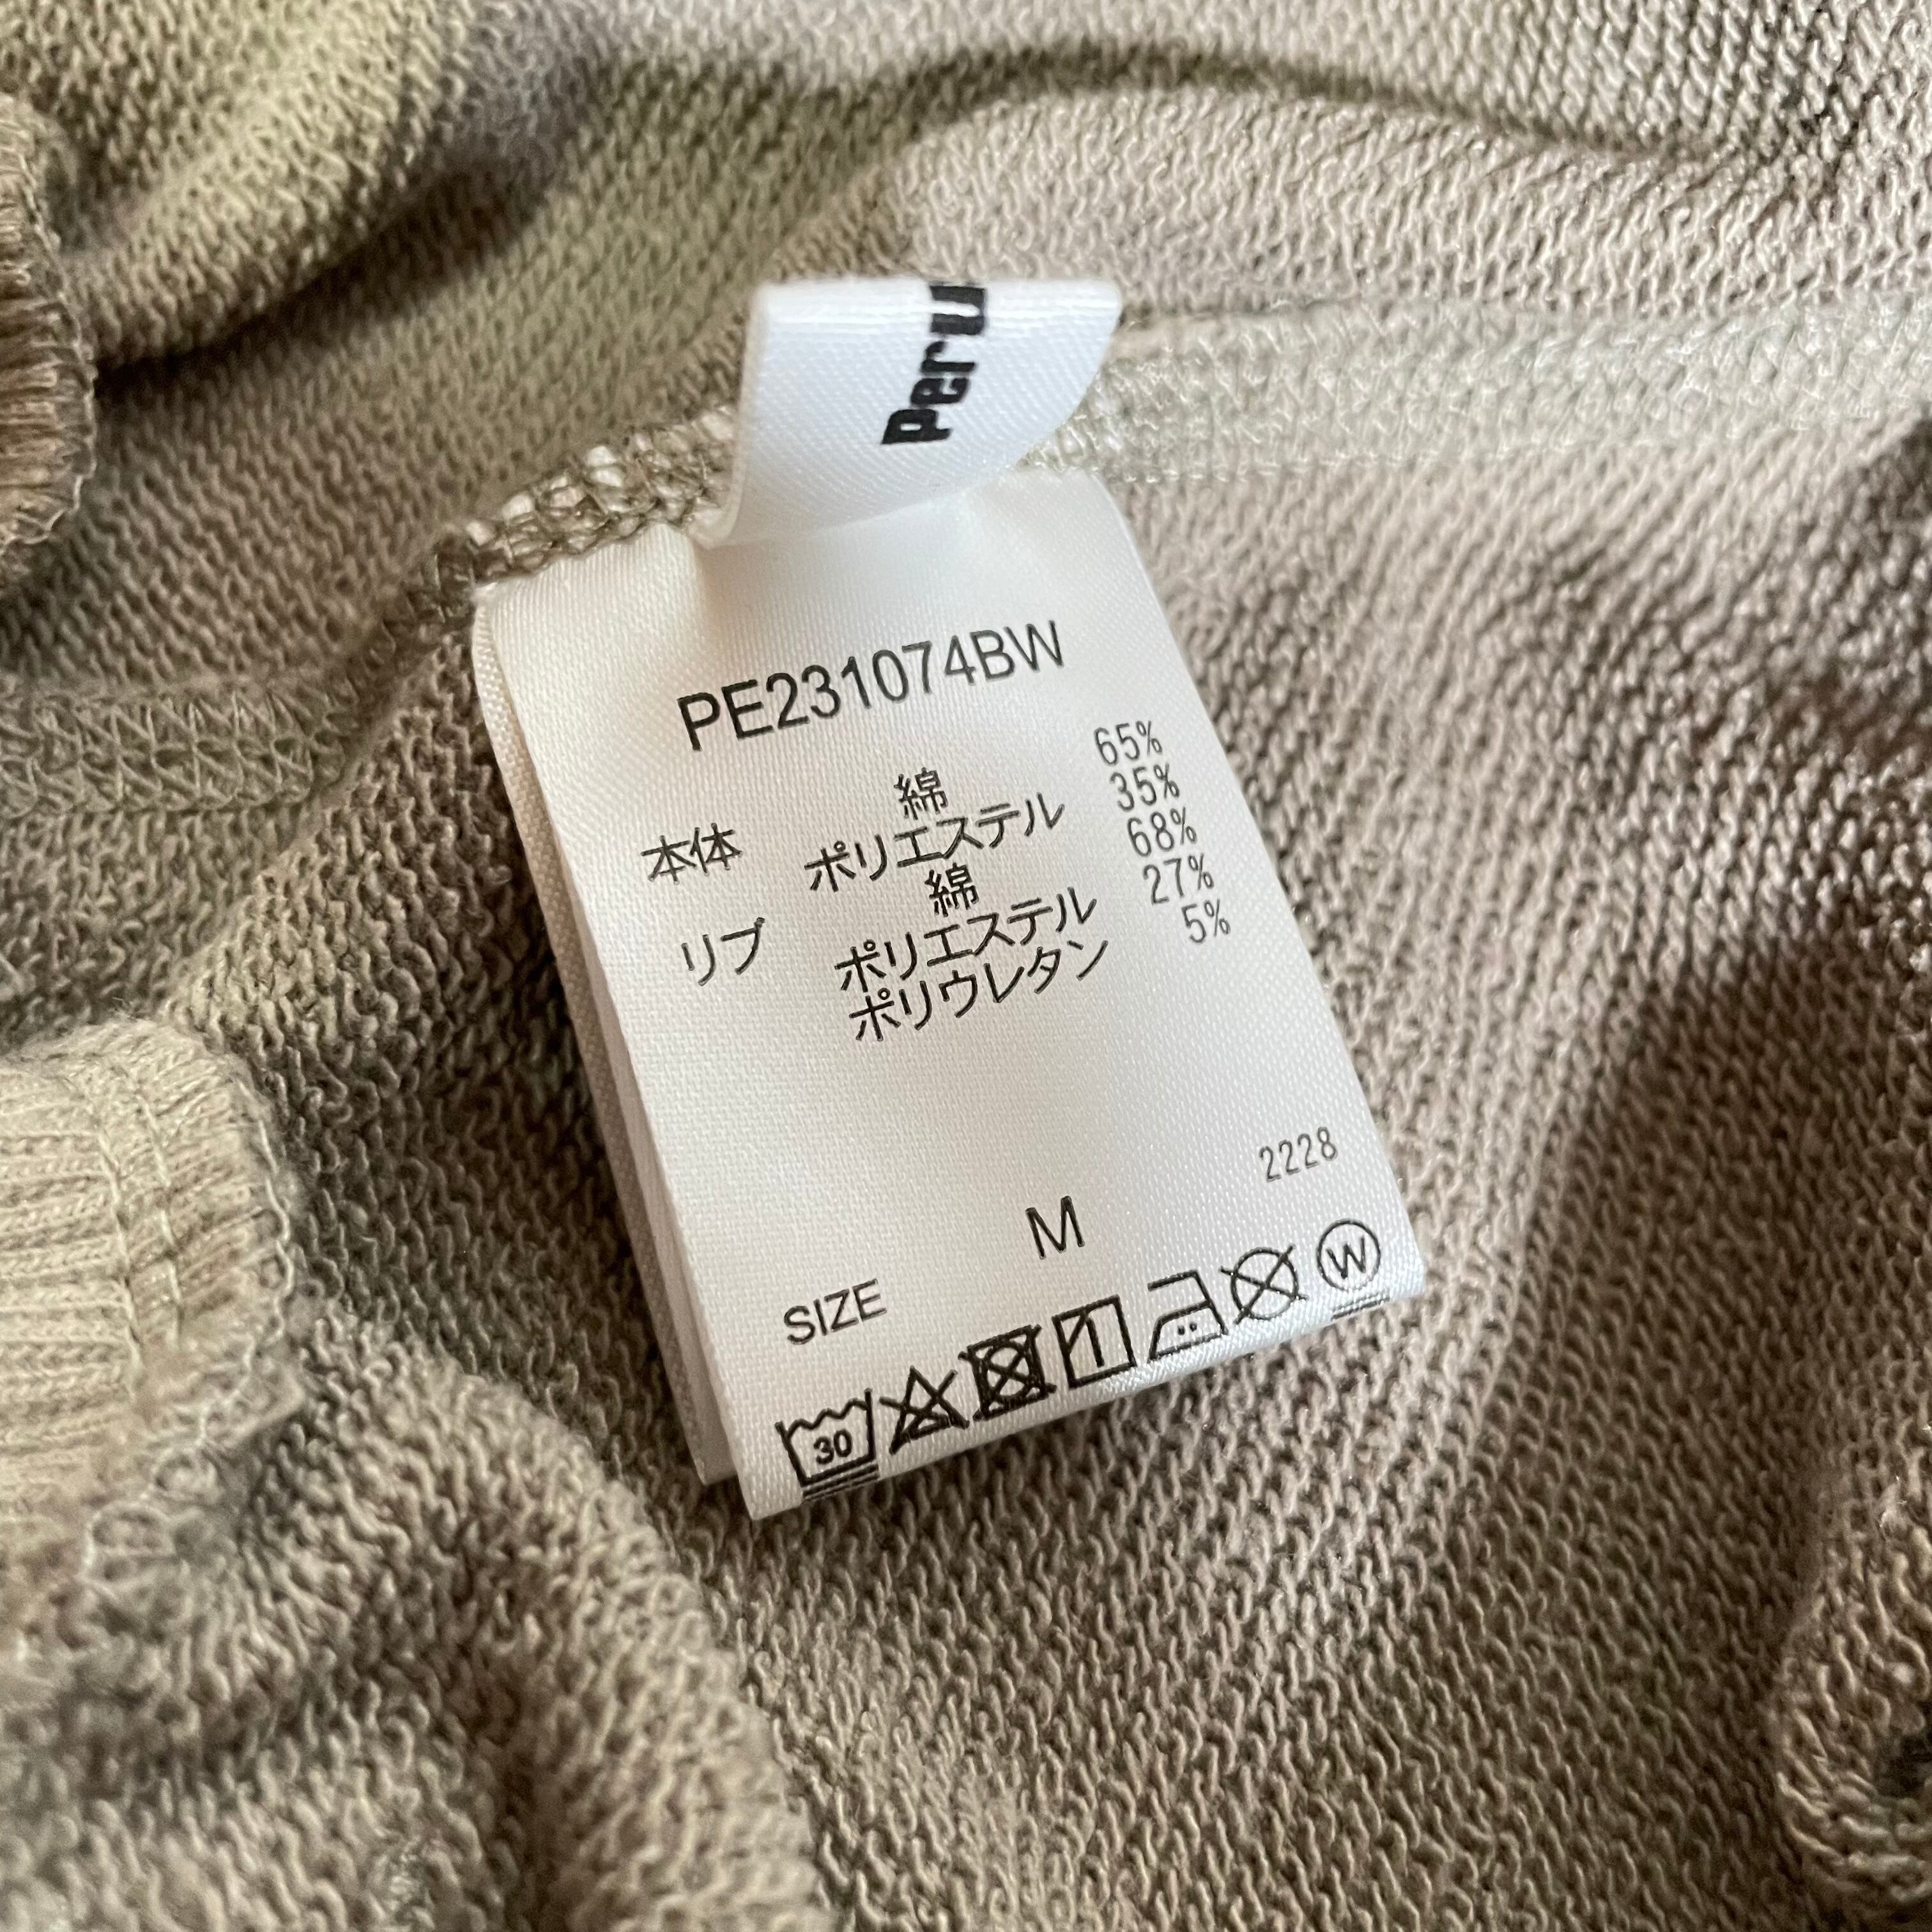 Peru
PE231074BW
本体 綿 65%
ポリエステル 35%
リブ 綿 68%
ポリエステル 27%
ポリウレタン 5%
2228
SIZE M
30
W